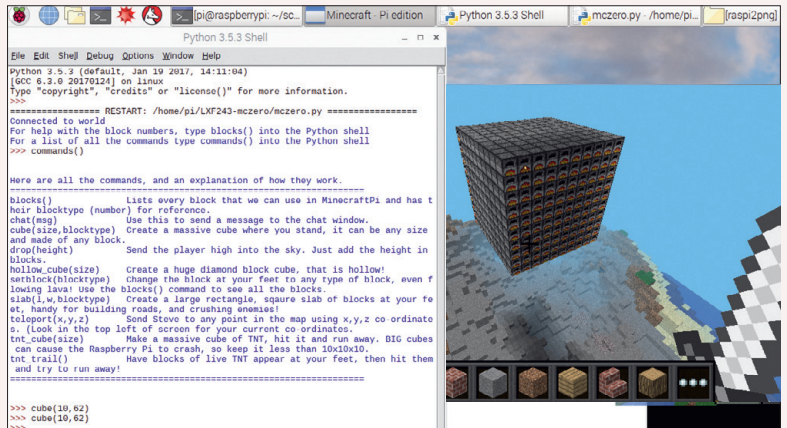 [pi@raspberrypi: ~/sc... Minecraft - Pi edition Python 3.5.3 Shell mczero.py - /home/pi... [raspi2png]
Python 3.5.3 Shell
File Edit Shell Debug Options Window Help
Python 3.5.3 (default, Jan 19 2017, 14:11:04)
[GCC 6.3.0 20170124] on linux
Type "copyright", "credits" or "license()" for more information.
>>>
================= RESTART: /home/pi/LXF243-mczero/mczero.py =================
Connected to world
For help with the block numbers, type blocks() into the Python shell
For a list of all the commands type commands() into the Python shell
>>> commands()
Here are all the commands, and an explanation of how they work.
==================================================================
blocks() Lists every block that we can use in MinecraftPi and has t
heir blocktype (number) for reference.
chat(msg) Use this to send a message to the chat window.
cube(size,blocktype) Create a massive cube where you stand, it can be any size
and made of any block.
drop(height) Send the player high into the sky. Just add the height in
blocks.
hollow_cube(size) Create a huge diamond block cube, that is hollow!
setblock(blocktype) Change the block at your feet to any type of block, even f
lowing lava! Use the blocks() command to see all the blocks.
slab(l,w,blocktype) Create a large rectangle, sqaure slab of blocks at your fe
et, handy for building roads, and crushing enemies!
teleport(x,y,z) Send Steve to any point in the map using x,y,z co-ordinate
s. (Look in the top left of screen for your current co-ordinates.
tnt_cube(size) Make a massive cube of TNT, hit it and run away. BIG cubes
can cause the Raspberry Pi to crash, so keep it less than 10x10x10.
tnt_trail() Have blocks of live TNT appear at your feet, then hit them
and try to run away!
==================================================================
>>> cube(10,62)
>>> cube(10,62)
>>>